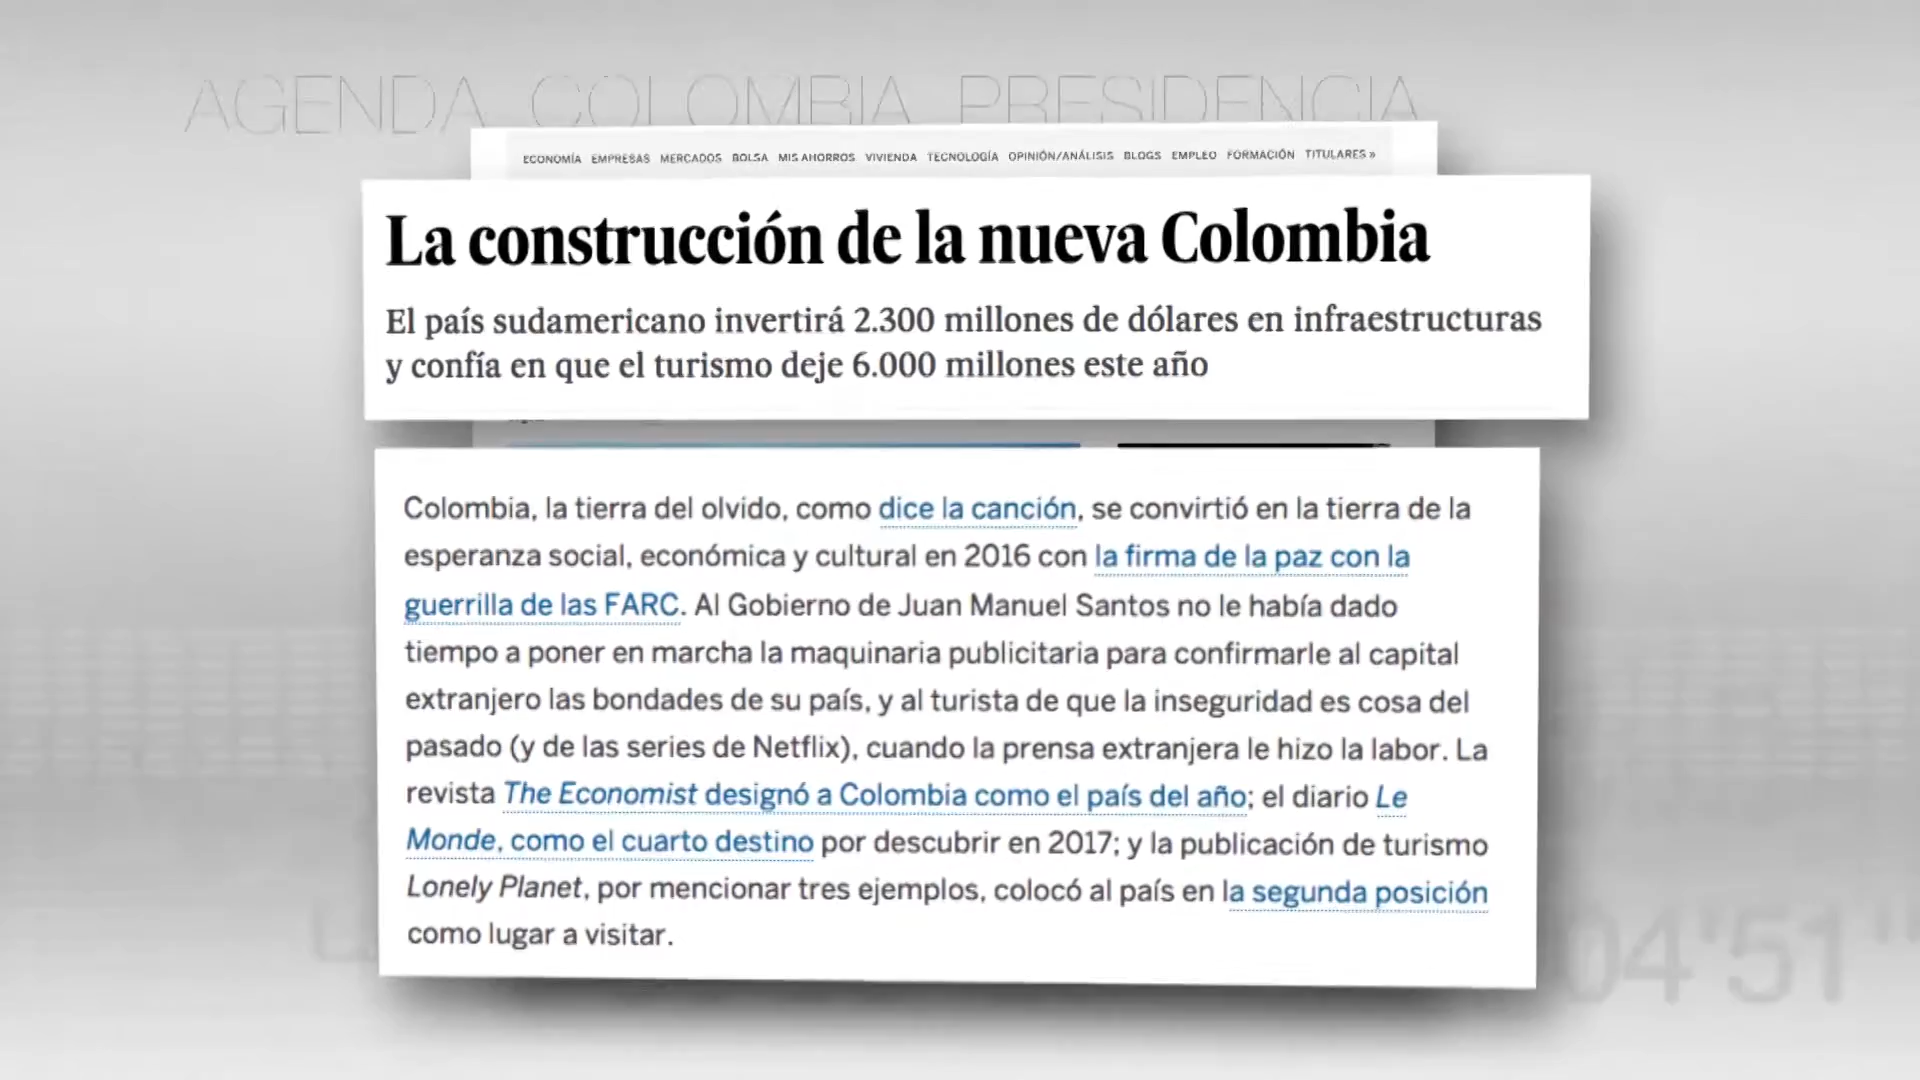 AGENDA COLOMBIA PRESIDENCIA
ECONOMÍA EMPRESAS MERCADOS BOLSA MIS AHORROS VIVIENDA TECNOLOGÍA OPINIÓN/ANÁLISIS BLOGS EMPLEO FORMACIÓN TITULARES »
La construcción de la nueva Colombia
El país sudamericano invertirá 2.300 millones de dólares en infraestructuras
y confía en que el turismo deje 6.000 millones este año
Colombia, la tierra del olvido, como dice la canción, se convirtió en la tierra de la
esperanza social, económica y cultural en 2016 con la firma de la paz con la
guerrilla de las FARC. Al Gobierno de Juan Manuel Santos no le había dado
tiempo a poner en marcha la maquinaria publicitaria para confirmarle al capital
extranjero las bondades de su país, y al turista de que la inseguridad es cosa del
pasado (y de las series de Netflix), cuando la prensa extranjera le hizo la labor. La
revista The Economist designó a Colombia como el país del año; el diario Le
Monde, como el cuarto destino por descubrir en 2017; y la publicación de turismo
Lonely Planet, por mencionar tres ejemplos, colocó al país en la segunda posición
como lugar a visitar.
04'51''